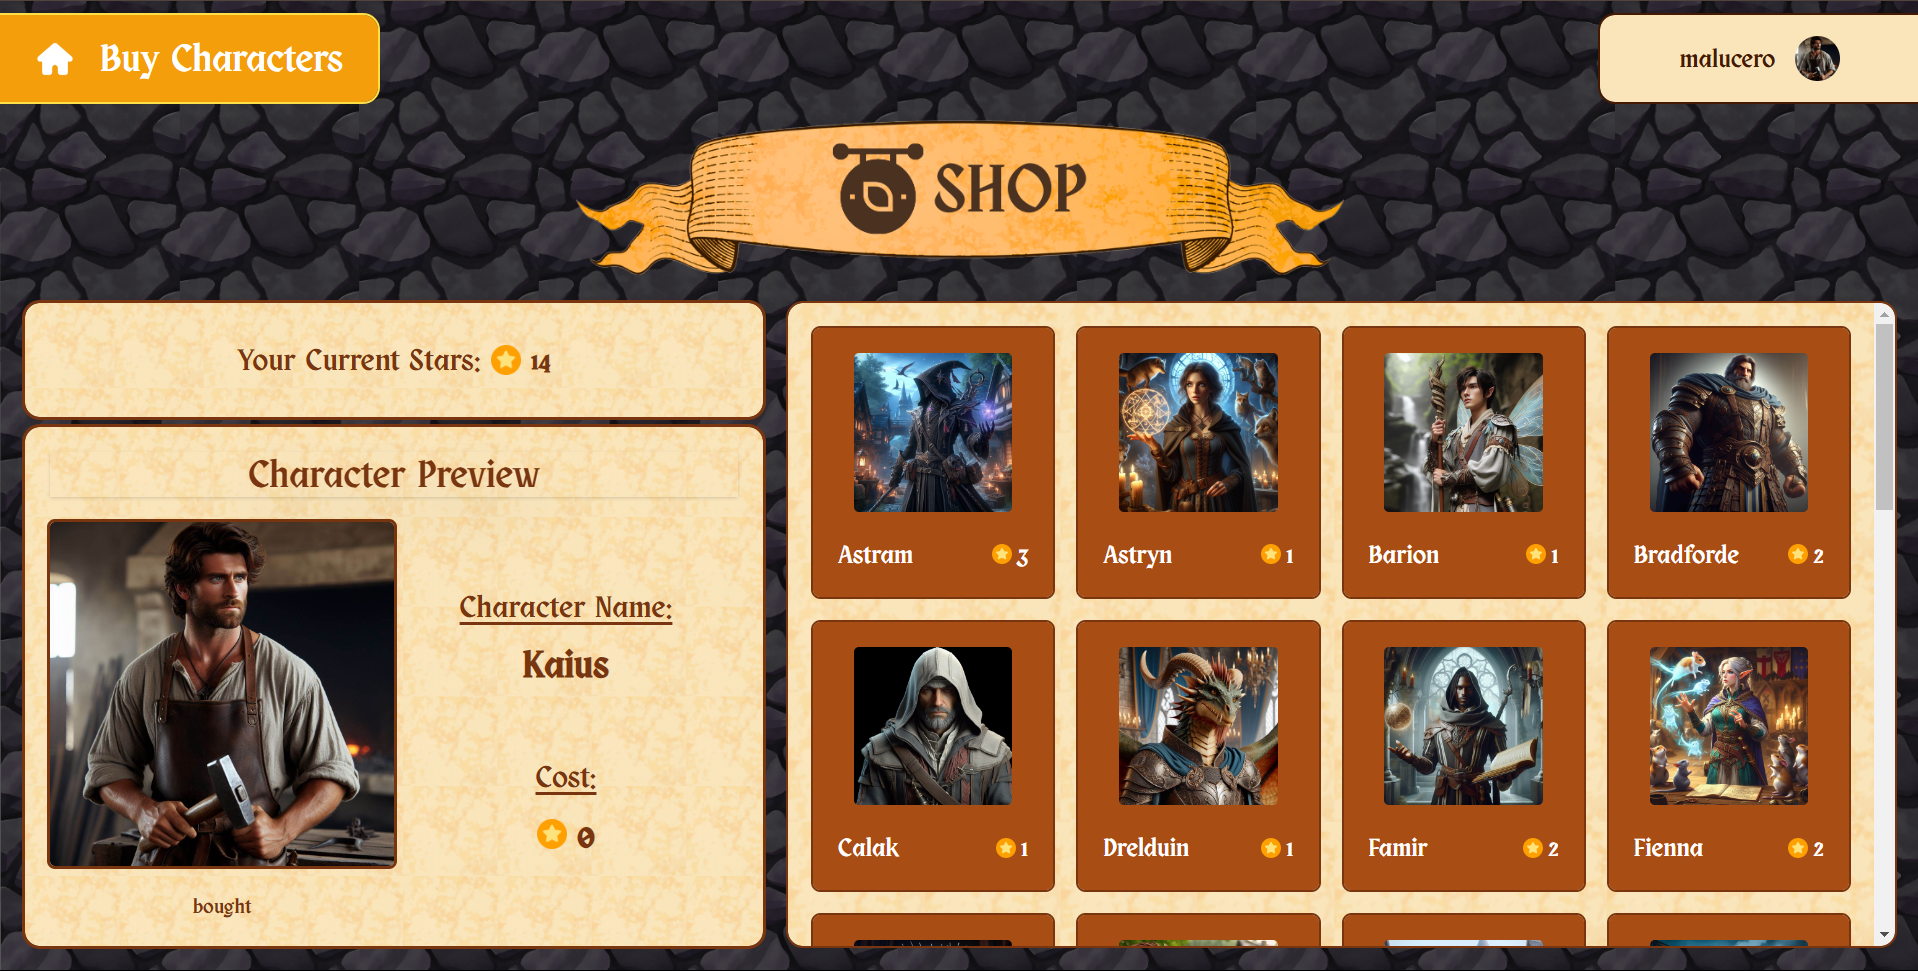 Buy Characters
malucero
SHOP
Your Current Stars: 14
Character Preview
Character Name:
Kaius
Cost:
0
bought
Astram 3
Astryn 1
Barion 1
Bradforde 2
Calak 1
Drelduin 1
Famir 2
Fienna 2